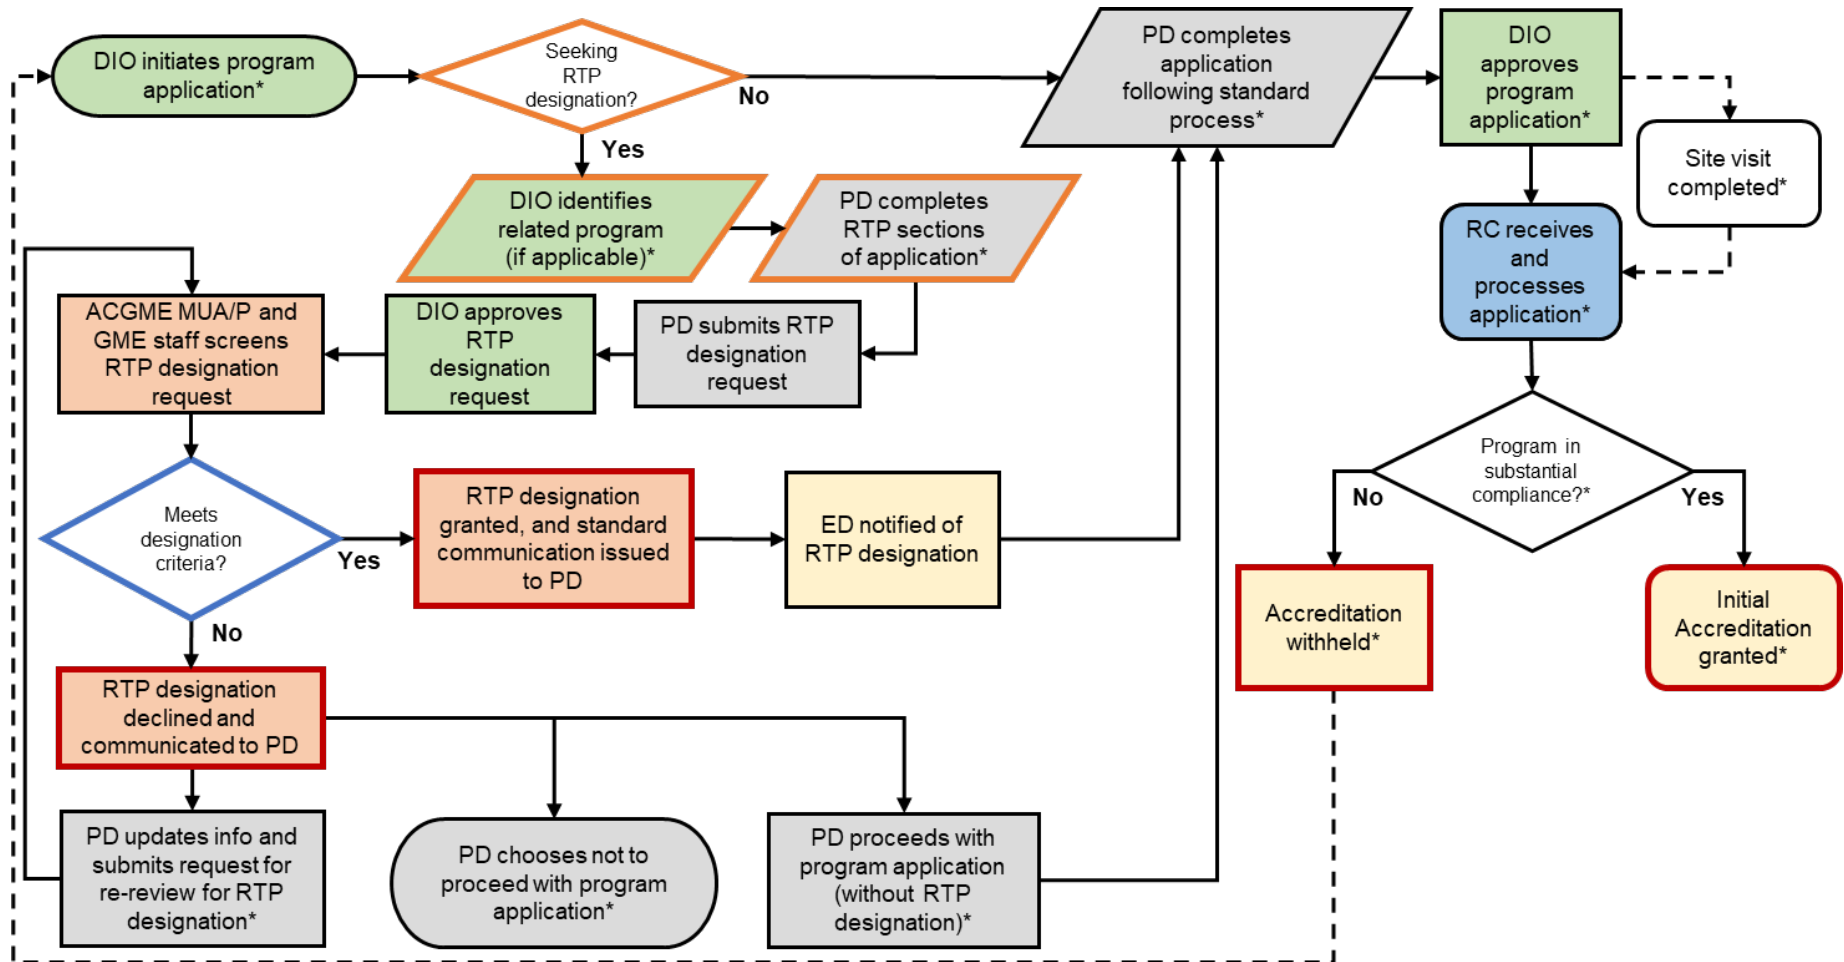 DIO initiates program
application*
Seeking
RTP
designation?
No
Yes
PD completes
application
following standard
process*
DIO
approves
program
application*
Site visit
completed*
DIO identifies
related program
(if applicable)*
PD completes
RTP sections
of application*
RC receives
and
processes
application*
ACGME MUA/P and
GME staff screens
RTP designation
request
DIO approves
RTP
designation
request
PD submits RTP
designation
request
Program in
substantial
compliance?*
No
Yes
Meets
designation
criteria?
Yes
No
RTP designation
granted, and standard
communication issued
to PD
ED notified of
RTP designation
Accreditation
withheld*
Initial
Accreditation
granted*
RTP designation
declined and
communicated to PD
PD updates info and
submits request for
re-review for RTP
designation*
PD chooses not to
proceed with program
application*
PD proceeds with
program application
(without RTP
designation)*